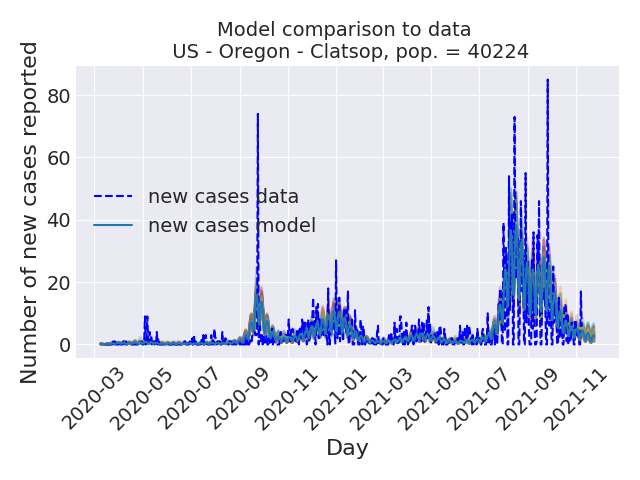 Model comparison to data
US - Oregon - Clatsop, pop. = 40224
Number of new cases reported
80
60
40
20
0
new cases data
new cases model
2020-03
2020-05
2020-07
2020-09
2020-11
2021-01
2021-03
2021-05
2021-07
2021-09
2021-11
Day